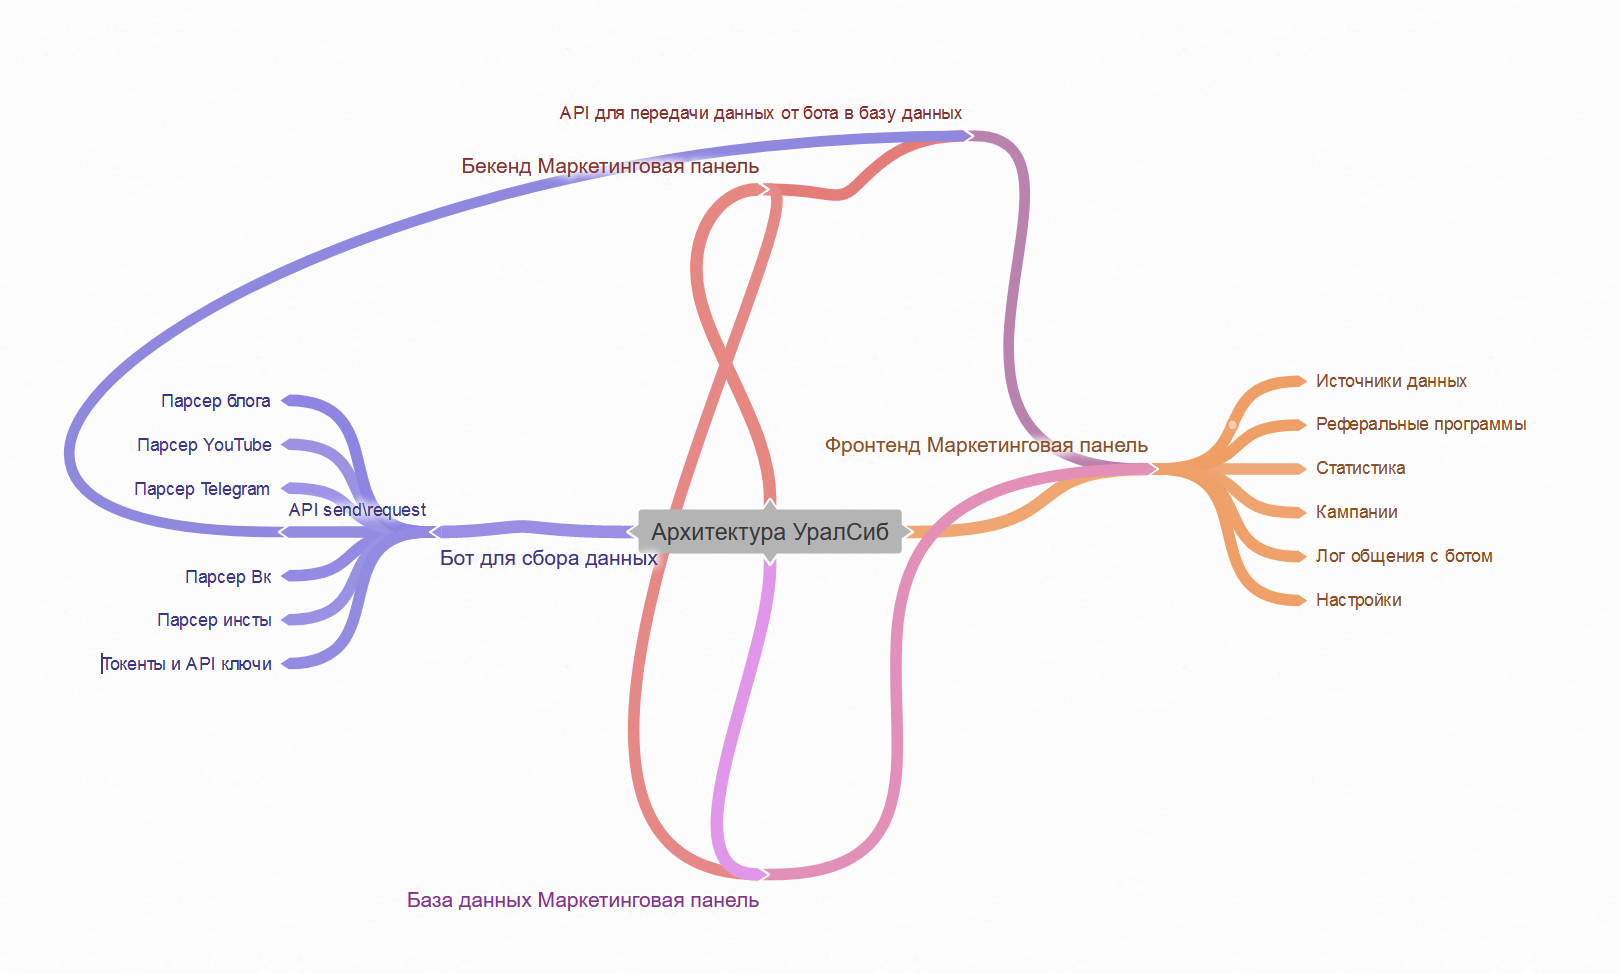 API для передачи данных от бота в базу данных
Бекенд Маркетинговая панель
Источники данных
Парсер блога
Реферальные программы
Парсер YouTube
Фронтенд Маркетинговая панель
Статистика
Парсер Telegram
API send\request
Кампании
Архитектура УралСиб
Бот для сбора данных
Лог общения с ботом
Парсер Вк
Настройки
Парсер инсты
Токенты и API ключи
База данных Маркетинговая панель